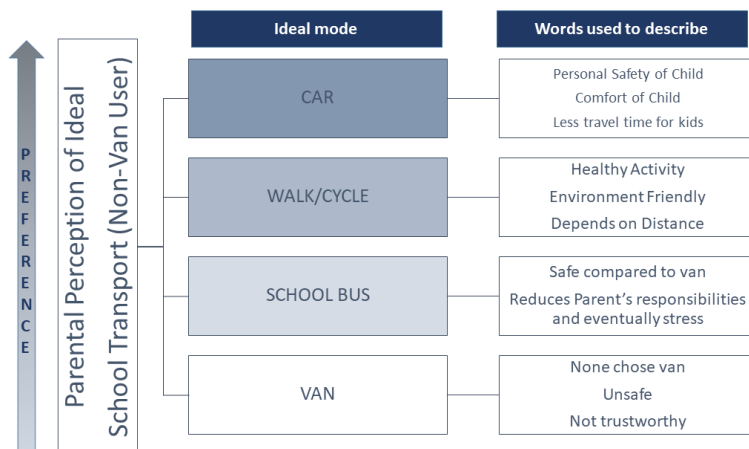 Ideal mode
Words used to describe
PREFERENCE
Parental Perception of Ideal
School Transport (Non-Van User)
CAR
Personal Safety of Child
Comfort of Child
Less travel time for kids
WALK/CYCLE
Healthy Activity
Environment Friendly
Depends on Distance
SCHOOL BUS
Safe compared to van
Reduces Parent's responsibilities
and eventually stress
VAN
None chose van
Unsafe
Not trustworthy